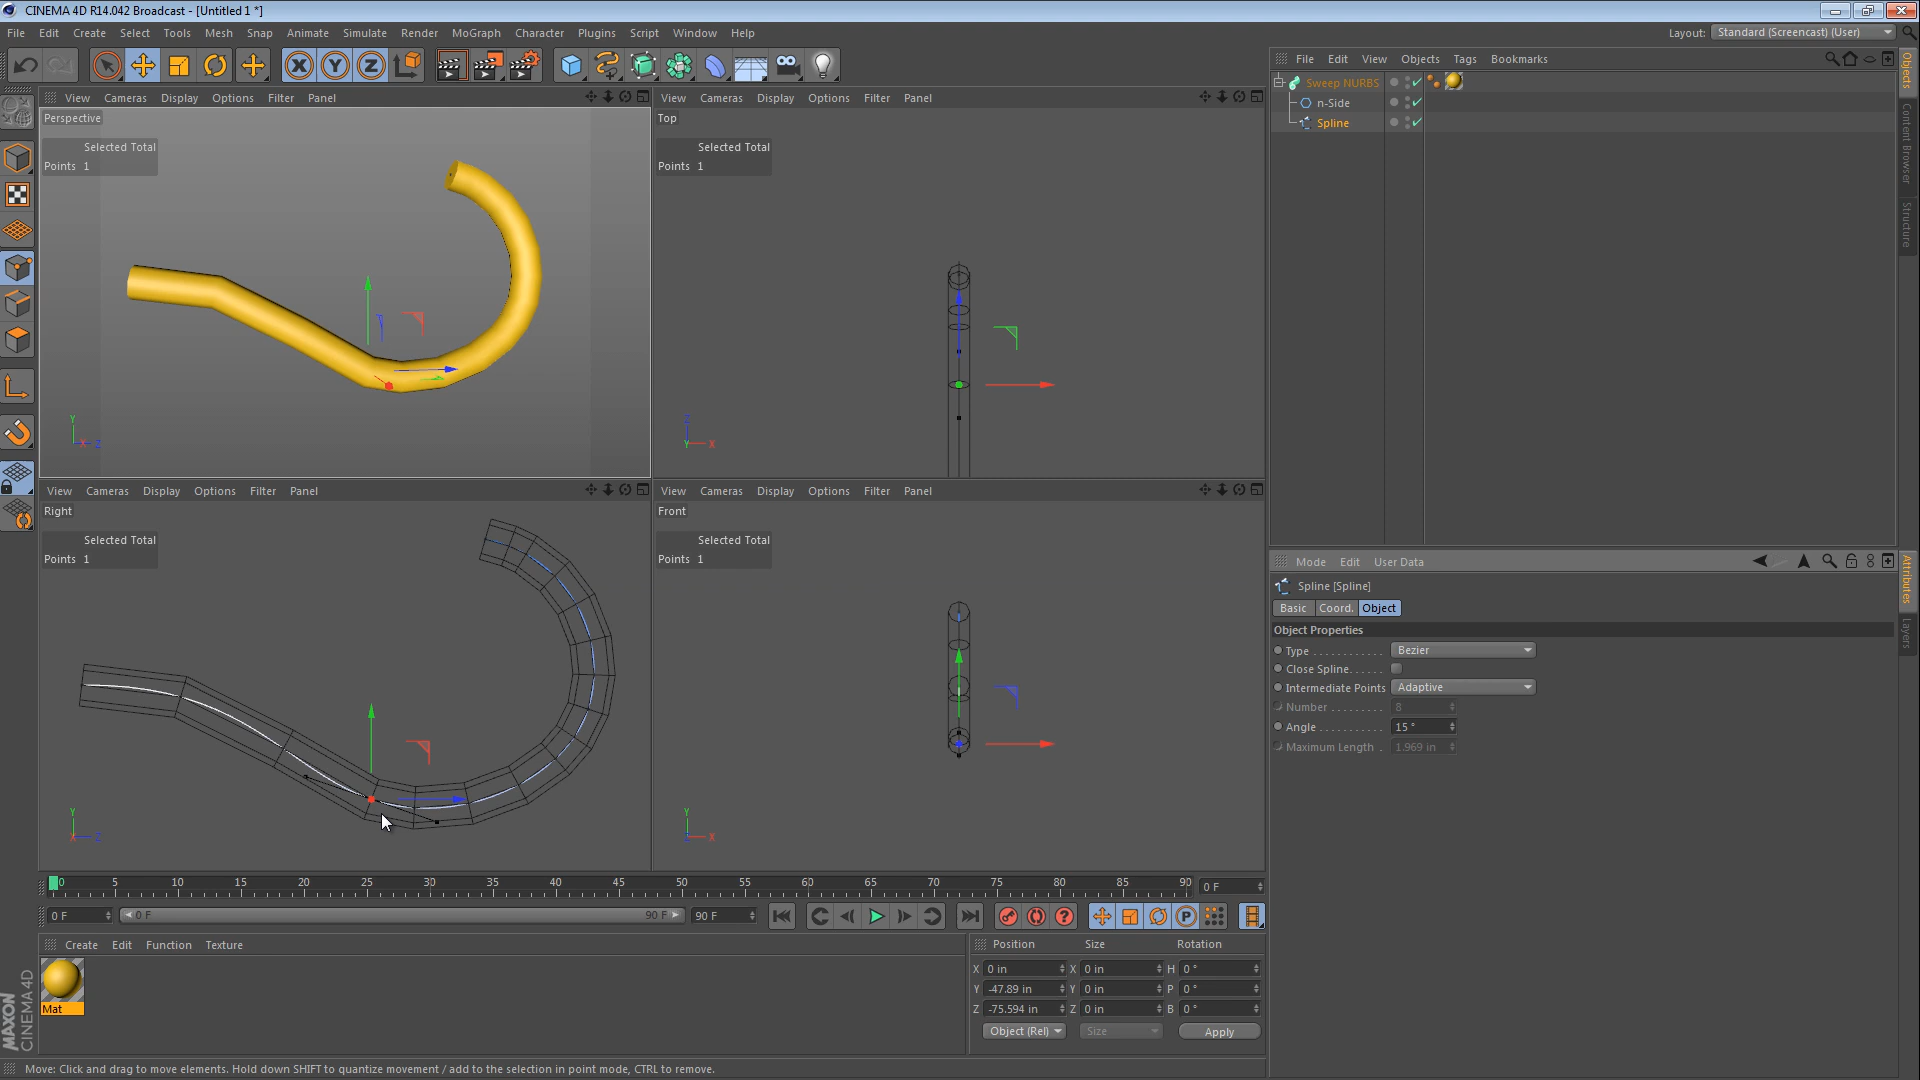 CINEMA 4D R14.042 Broadcast - [Untitled 1 *]
File Edit Create Select Tools Mesh Snap Animate Simulate Render MoGraph Character Plugins Script Window Help
Layout: Standard (Screencast) (User)
X Y Z
View Cameras Display Options Filter Panel
Perspective
Selected Total
Points 1
Y X Z
View Cameras Display Options Filter Panel
Top
Selected Total
Points 1
Z Y X
View Cameras Display Options Filter Panel
Right
Selected Total
Points 1
Y X Z
View Cameras Display Options Filter Panel
Front
Selected Total
Points 1
Y Z X
File Edit View Objects Tags Bookmarks
Sweep NURBS
n-Side
Spline
Objects
Content Browser
Structure
Mode Edit User Data
Spline [Spline]
Basic Coord. Object
Object Properties
Type . . . . . . . . . . . Bezier
Close Spline. . . . . .
Intermediate Points Adaptive
Number . . . . . . . . . 8
Angle . . . . . . . . . . 15 °
Maximum Length . 1.969 in
Attributes
Layers
0 5 10 15 20 25 30 35 40 45 50 55 60 65 70 75 80 85 90 0 F
0 F 0 F 90 F 90 F
P
Create Edit Function Texture
Mat
MAXON
CINEMA 4D
Position Size Rotation
X 0 in X 0 in H 0 °
Y -47.89 in Y 0 in P 0 °
Z -75.594 in Z 0 in B 0 °
Object (Rel) Size Apply
Move: Click and drag to move elements. Hold down SHIFT to quantize movement / add to the selection in point mode, CTRL to remove.